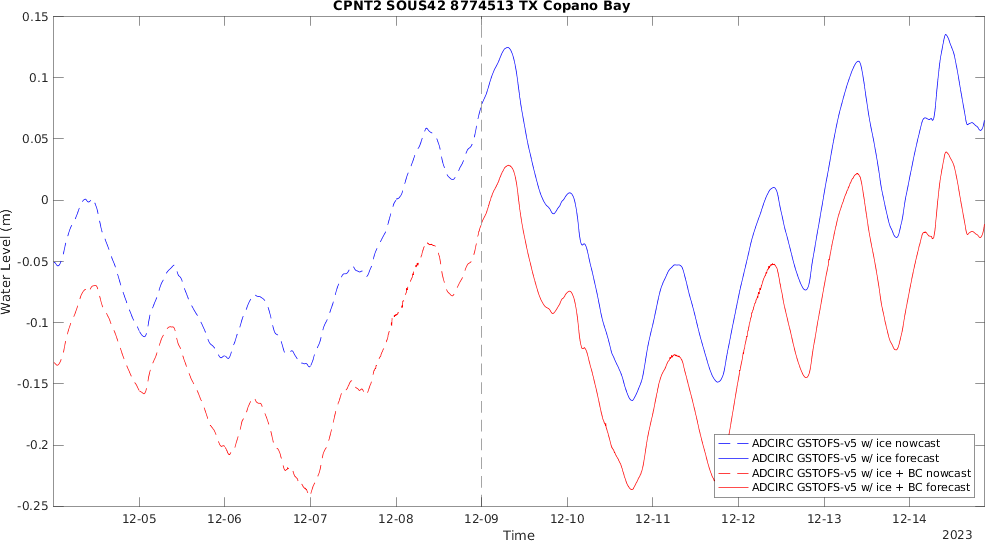 CPNT2 SOUS42 8774513 TX Copano Bay
0.15
0.1
0.05
0
-0.05
-0.1
-0.15
-0.2
-0.25
Water Level (m)
ADCIRC GSTOFS-v5 w/ ice nowcast
ADCIRC GSTOFS-v5 w/ ice forecast
ADCIRC GSTOFS-v5 w/ ice + BC nowcast
ADCIRC GSTOFS-v5 w/ ice + BC forecast
12-05 12-06 12-07 12-08 12-09 12-10 12-11 12-12 12-13 12-14
Time
2023